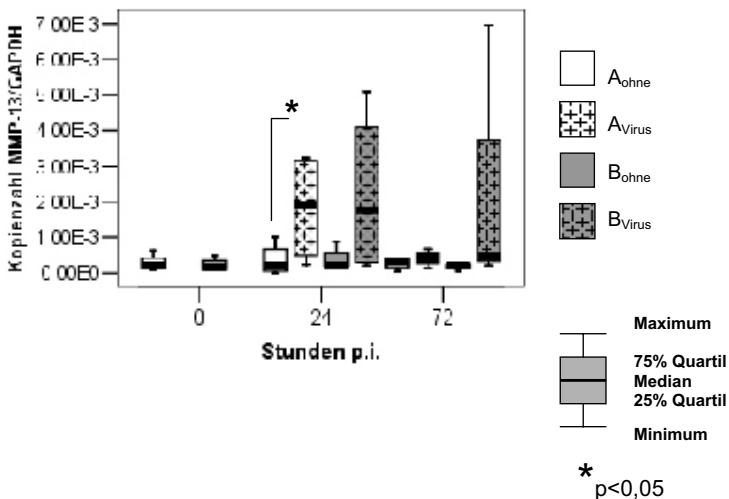 7 00E-3
6 00E-3
5 00E-3
4 00E-3
3 00E-3
2 00E-3
1 00E-3
0 00E0
Kopienzahl MMP-13/GAPDH
*
0
24
72
Stunden p.i.
Aohne
AVirus
Bohne
BVirus
Maximum
75% Quartil
Median
25% Quartil
Minimum
* p<0,05